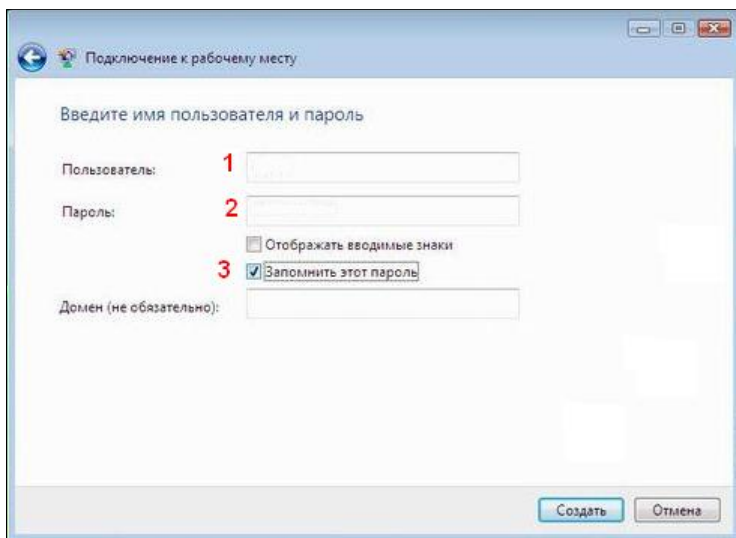 Подключение к рабочему месту
Введите имя пользователя и пароль
Пользователь: 1
Пароль: 2
Отображать вводимые знаки
3 Запомнить этот пароль
Домен (не обязательно):
Создать Отмена